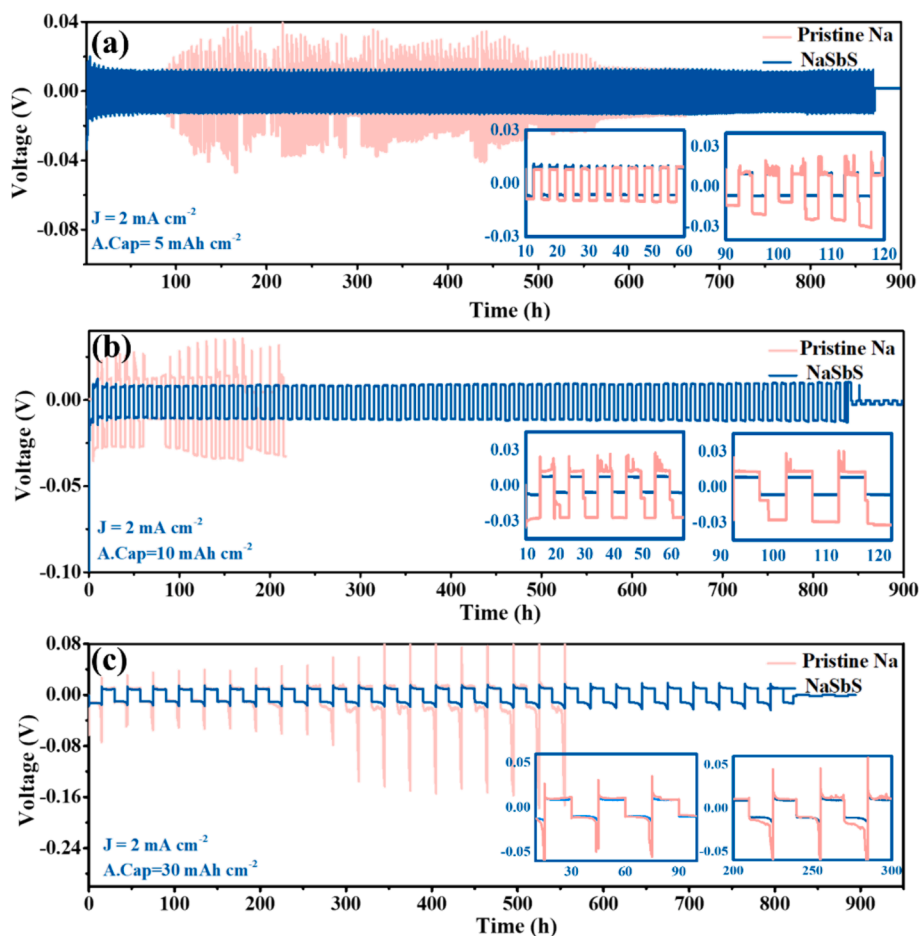 (a)
Pristine Na
NaSbS
0.04
0.00
-0.04
-0.08
Voltage (V)
J = 2 mA cm-2
A.Cap= 5 mAh cm-2
0.03
0.00
-0.03
10 20 30 40 50 60
0.03
0.00
-0.03
90 100 110 120
100 200 300 400 500 600 700 800 900
Time (h)
(b)
Pristine Na
NaSbS
0.00
-0.05
-0.10
Voltage (V)
J = 2 mA cm-2
A.Cap=10 mAh cm-2
0.03
0.00
-0.03
10 20 30 40 50 60
0.03
0.00
-0.03
90 100 110 120
0 100 200 300 400 500 600 700 800 900
Time (h)
(c)
Pristine Na
NaSbS
0.08
0.00
-0.08
-0.16
-0.24
Voltage (V)
J = 2 mA cm-2
A.Cap=30 mAh cm-2
0.05
0.00
-0.05
30 60 90
0.05
0.00
-0.05
200 250 300
0 100 200 300 400 500 600 700 800 900
Time (h)